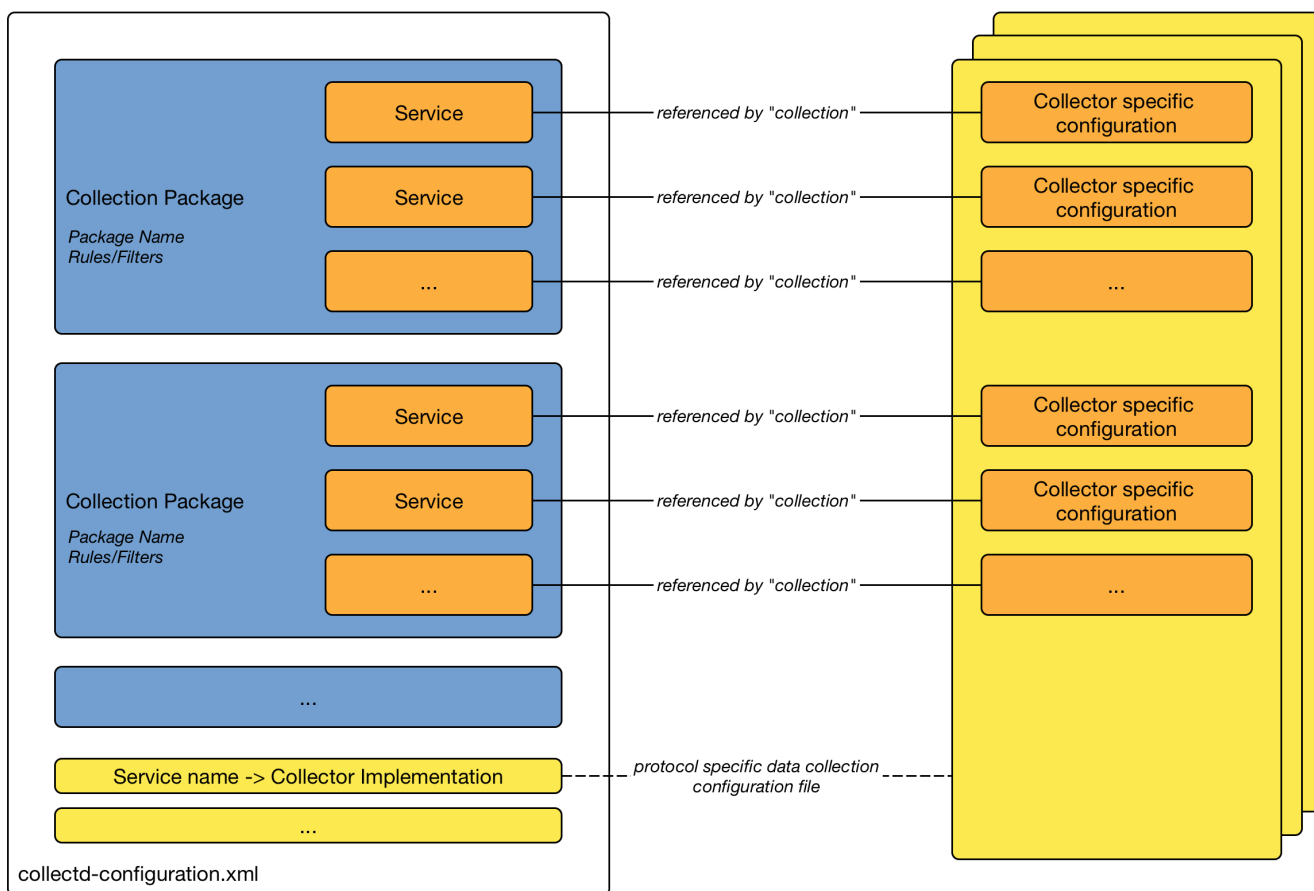 Service
referenced by "collection"
Collector specific
configuration
Collection Package
Package Name
Rules/Filters
Service
referenced by "collection"
Collector specific
configuration
...
referenced by "collection"
...
Service
referenced by "collection"
Collector specific
configuration
Collection Package
Package Name
Rules/Filters
Service
referenced by "collection"
Collector specific
configuration
...
referenced by "collection"
...
...
Service name -> Collector Implementation
protocol specific data collection
configuration file
...
collectd-configuration.xml